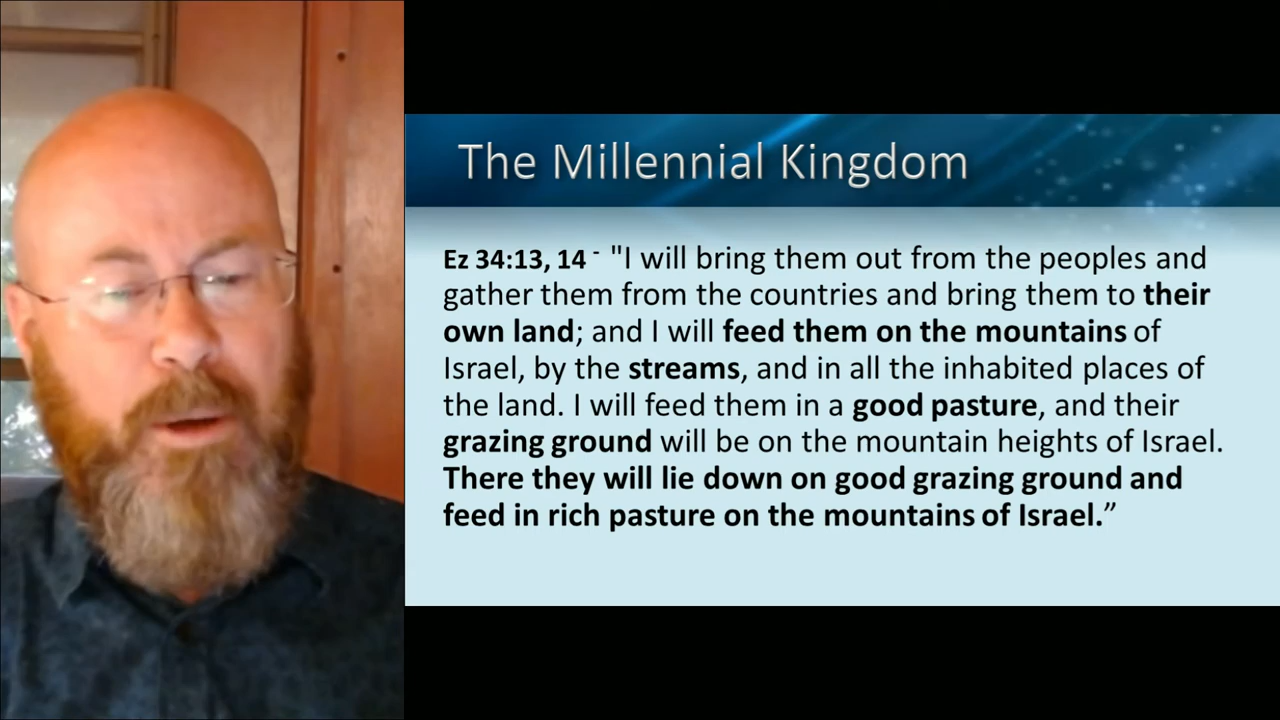 The Millennial Kingdom
Ez 34:13, 14 - "I will bring them out from the peoples and
gather them from the countries and bring them to their
own land; and I will feed them on the mountains of
Israel, by the streams, and in all the inhabited places of
the land. I will feed them in a good pasture, and their
grazing ground will be on the mountain heights of Israel.
There they will lie down on good grazing ground and
feed in rich pasture on the mountains of Israel.”